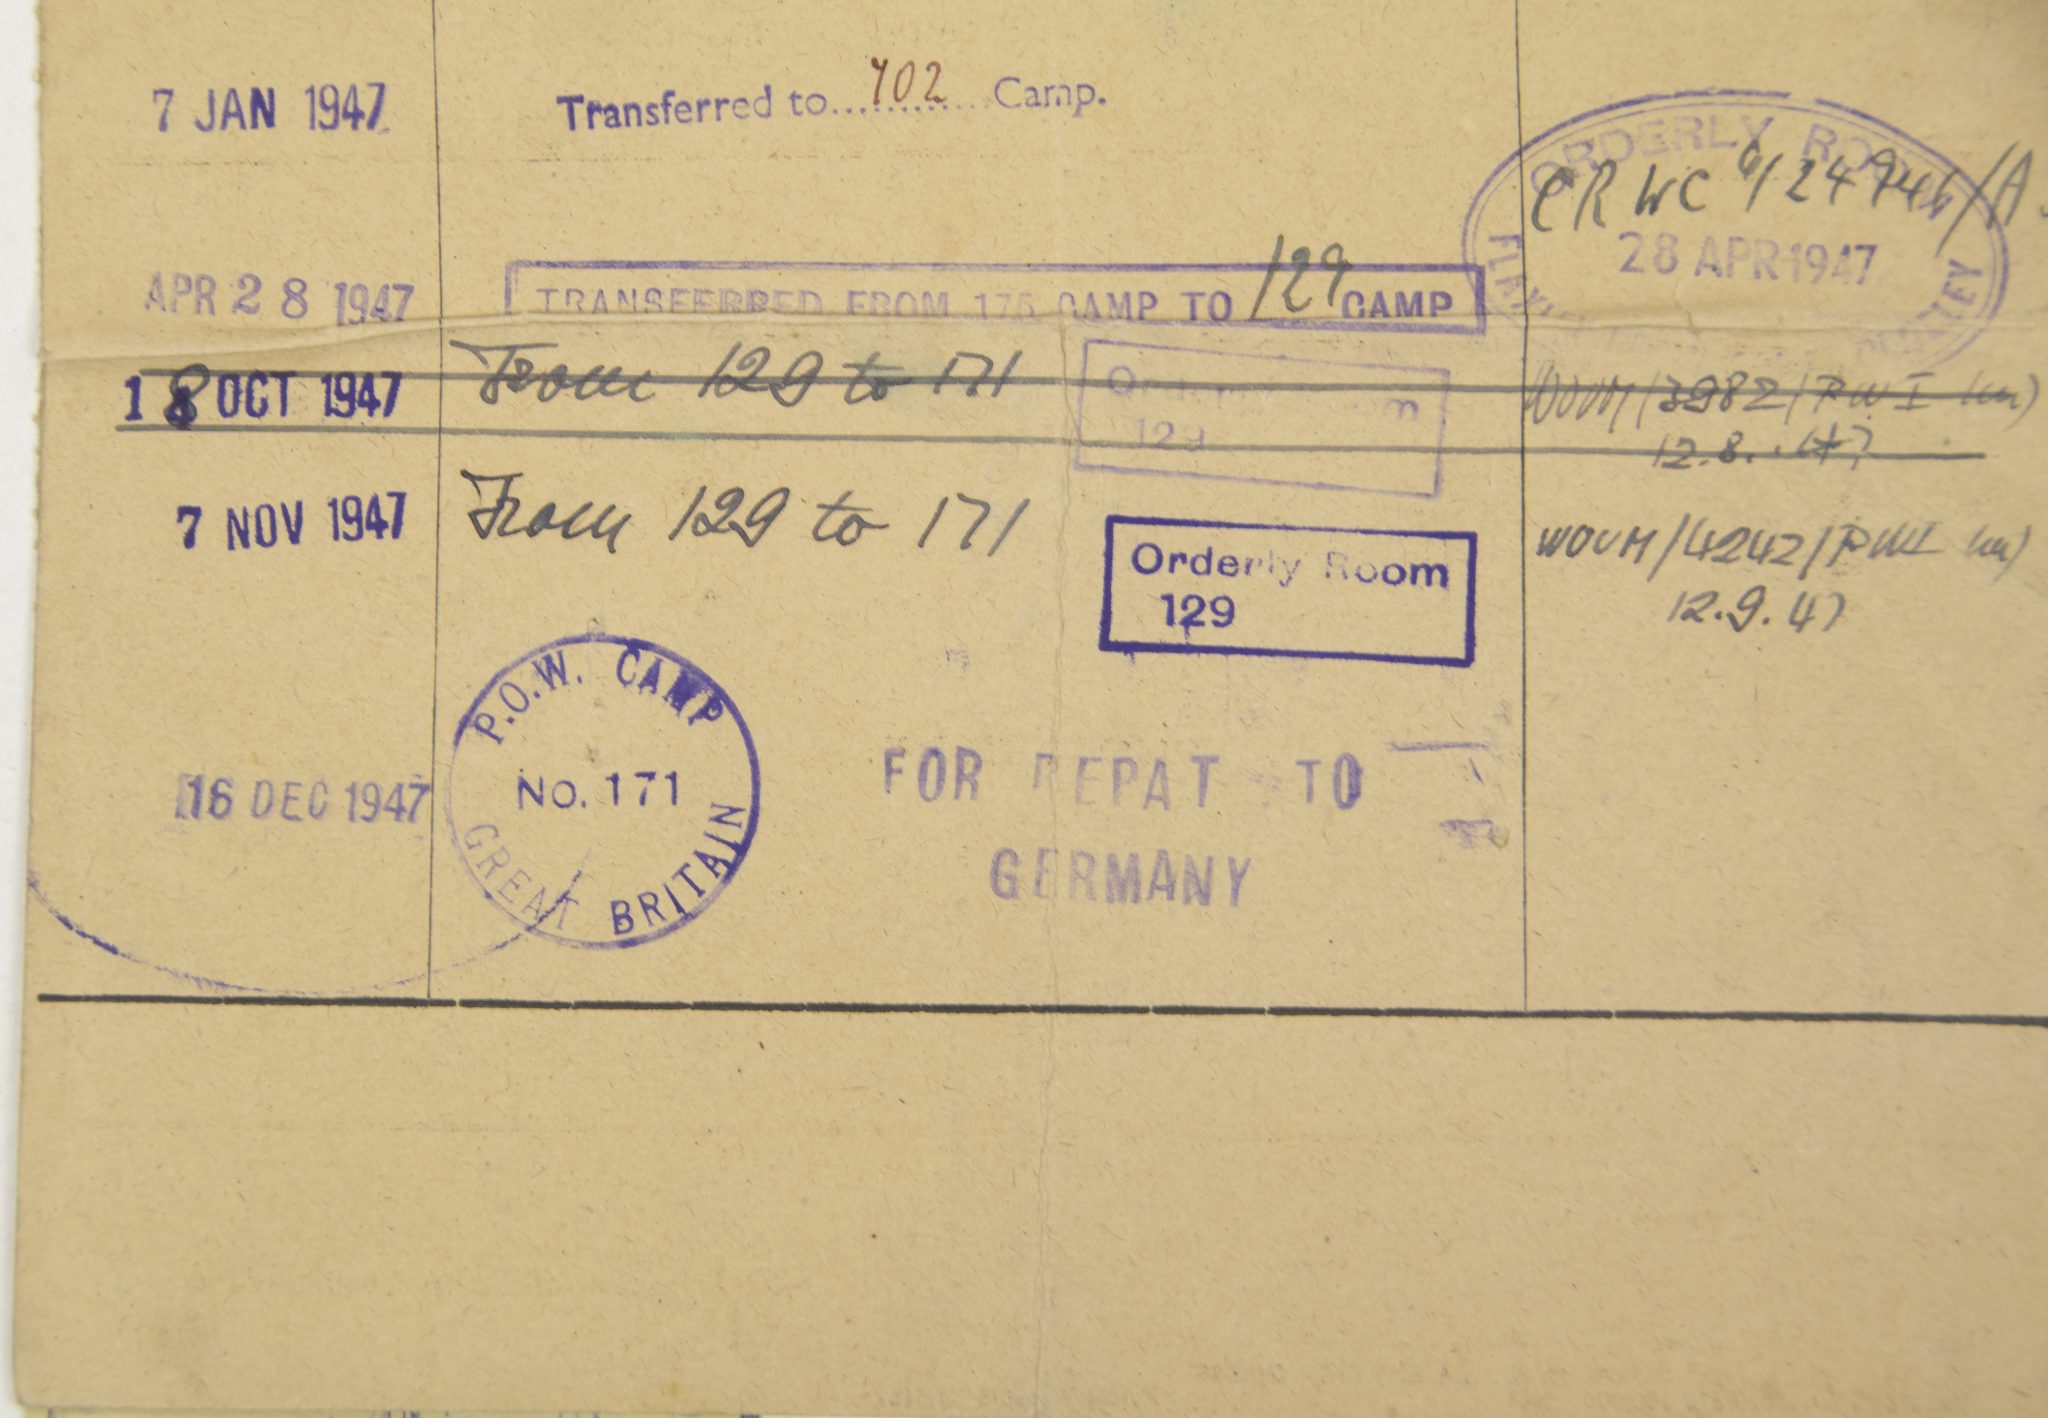 7 JAN 1947 Transferred to............Camp. 702
ORDERLY ROOM
CRWC
28 APR 1947
APR 28 1947 TRANSFERRED FROM 175 CAMP TO 129 CAMP
18 OCT 1947 From 129 to 171 Orderly Room
129
WOUM/3982/PWI
12.8.47
7 NOV 1947 From 129 to 171 WOUM/4242/PWI
12.9.47
Orderly Room
129
16 DEC 1947 P.O.W. CAMP
No. 171
GREAT BRITAIN
FOR REPAT TO
GERMANY